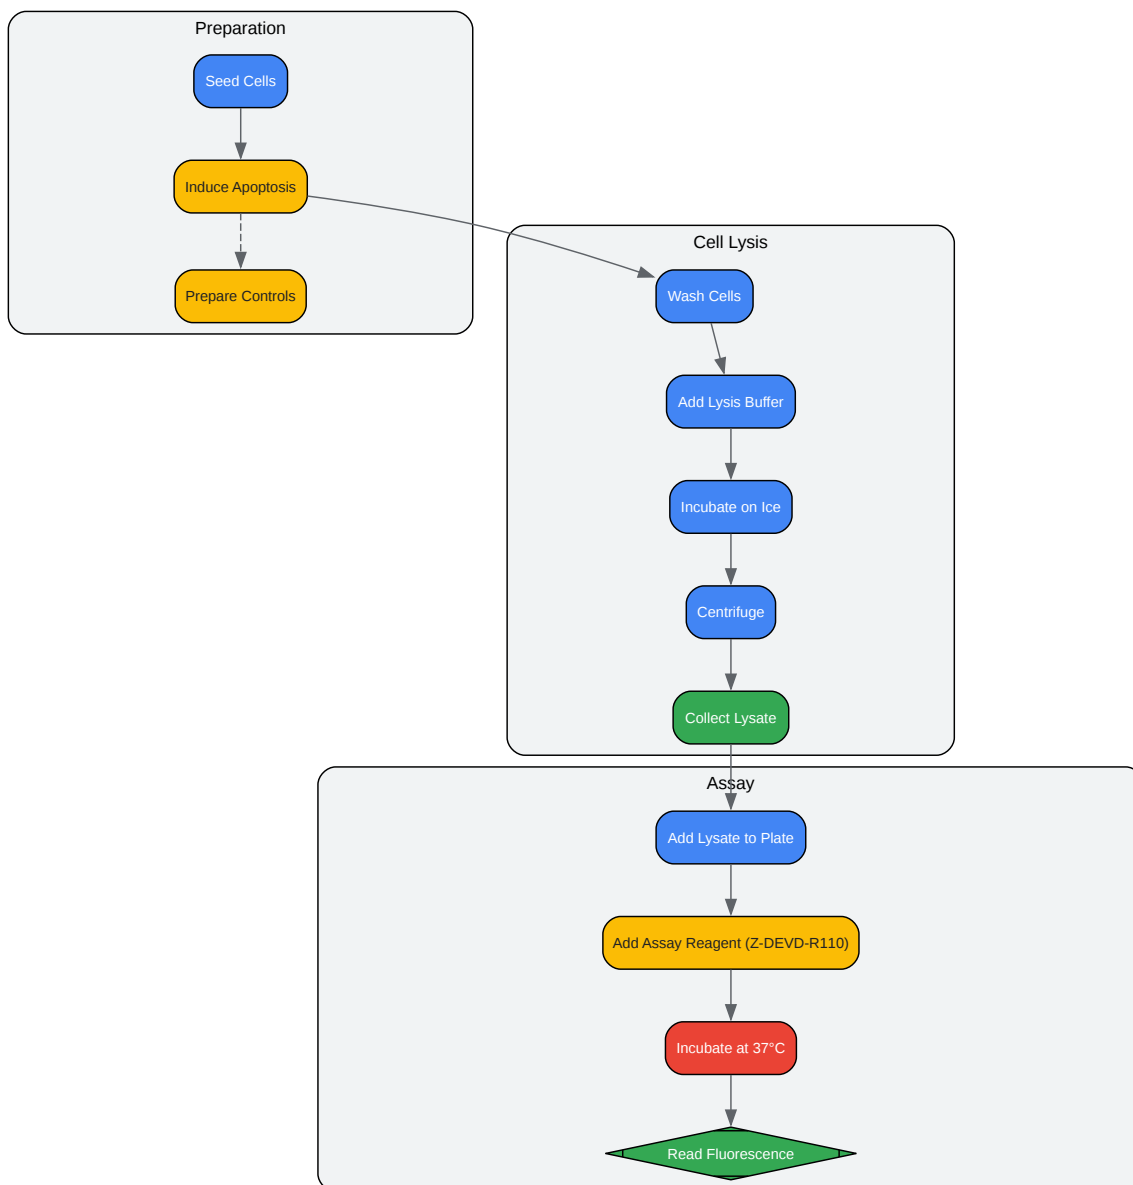 Preparation
Seed Cells
Induce Apoptosis
Prepare Controls
Cell Lysis
Wash Cells
Add Lysis Buffer
Incubate on Ice
Centrifuge
Collect Lysate
Assay
Add Lysate to Plate
Add Assay Reagent (Z-DEVD-R110)
Incubate at 37°C
Read Fluorescence